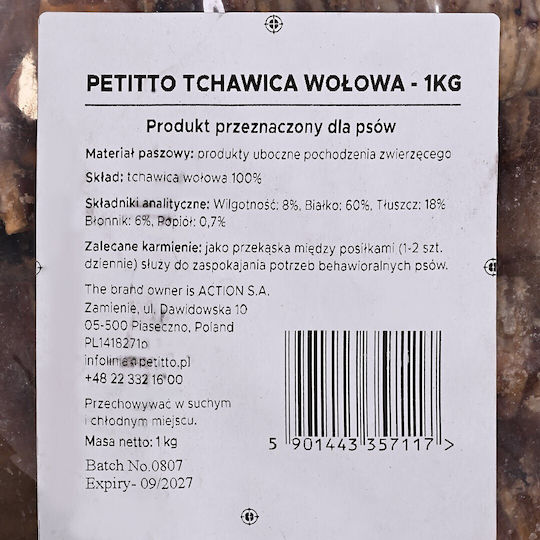 PETITTO TCHAWICA WOŁOWA - 1KG
Produkt przeznaczony dla psów
Materiał paszowy: produkty uboczne pochodzenia zwierzęcego
Skład: tchawica wołowa 100%
Składniki analityczne: Wilgotność: 8%, Białko: 60%, Tłuszcz: 18%
Błonnik: 6%, Popiół: 0,7%
Zalecane karmienie: jako przekąska między posiłkami (1-2 szt.
dziennie) służy do zaspokajania potrzeb behawioralnych psów.
The brand owner is ACTION S.A.
Zamienie, ul. Dawidowska 10
05-500 Piaseczno, Poland
PL1418271p
infolinia@petitto.pl
+48 22 332 16 00
Przechowywać w suchym
i chłodnym miejscu.
Masa netto: 1 kg
Batch No.0807
Expiry- 09/2027
5 901443 357117 >